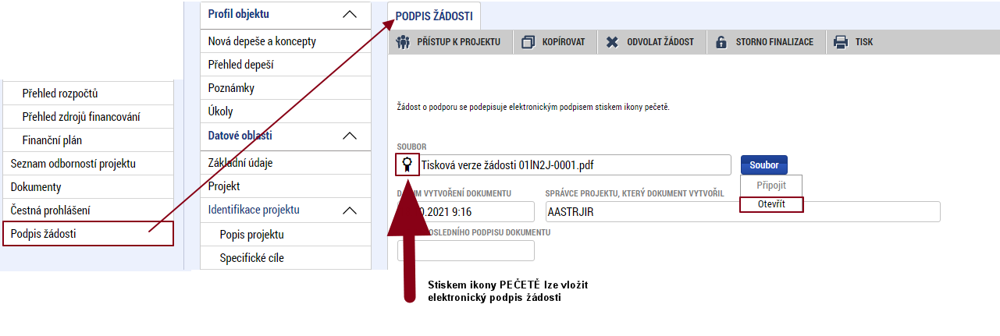 Přehled rozpočtů
Přehled zdrojů financování
Finanční plán
Seznam odborností projektu
Dokumenty
Čestná prohlášení
Podpis žádosti
Profil objektu
Nová depeše a koncepty
Přehled depeší
Poznámky
Úkoly
Datové oblasti
Základní údaje
Projekt
Identifikace projektu
Popis projektu
Specifické cíle
PODPIS ŽÁDOSTI
PŘÍSTUP K PROJEKTU KOPÍROVAT ODVOLAT ŽÁDOST STORNO FINALIZACE TISK
Žádost o podporu se podepisuje elektronickým podpisem stiskem ikony pečetě.
SOUBOR
Tisková verze žádosti 01lN2J-0001.pdf Soubor
Připojit
Otevřít
VYTVOŘENÍ DOKUMENTU SPRÁVCE PROJEKTU, KTERÝ DOKUMENT VYTVOŘIL
.2021 9:16 AASTRJIR
OSLEDNÍHO PODPISU DOKUMENTU
Stiskem ikony PEČETĚ lze vložit
elektronický podpis žádosti